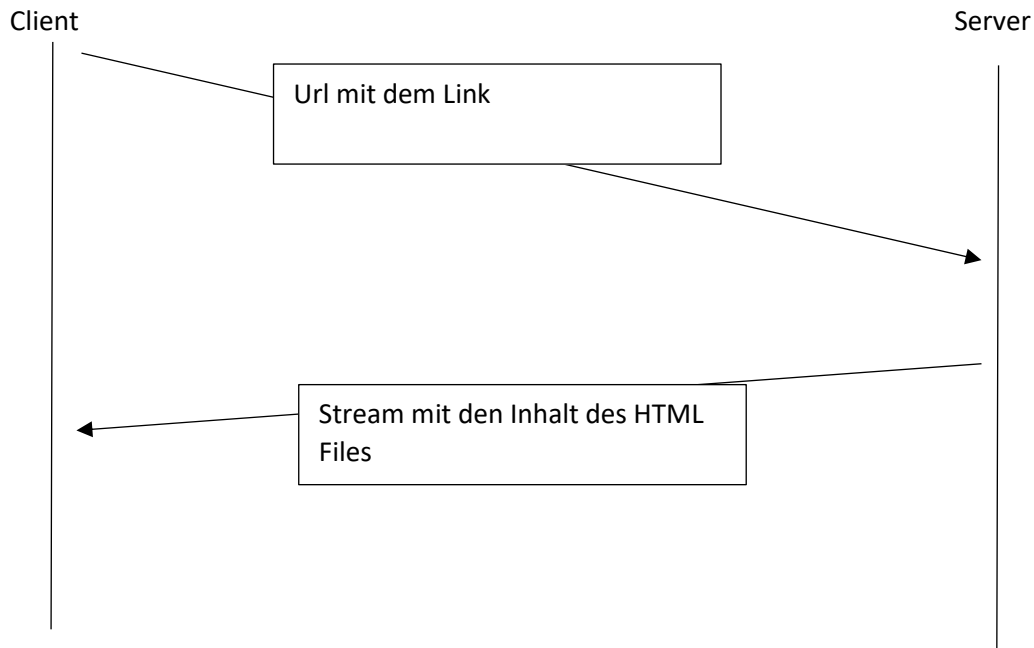 Client
Server
Url mit dem Link
Stream mit den Inhalt des HTML
Files